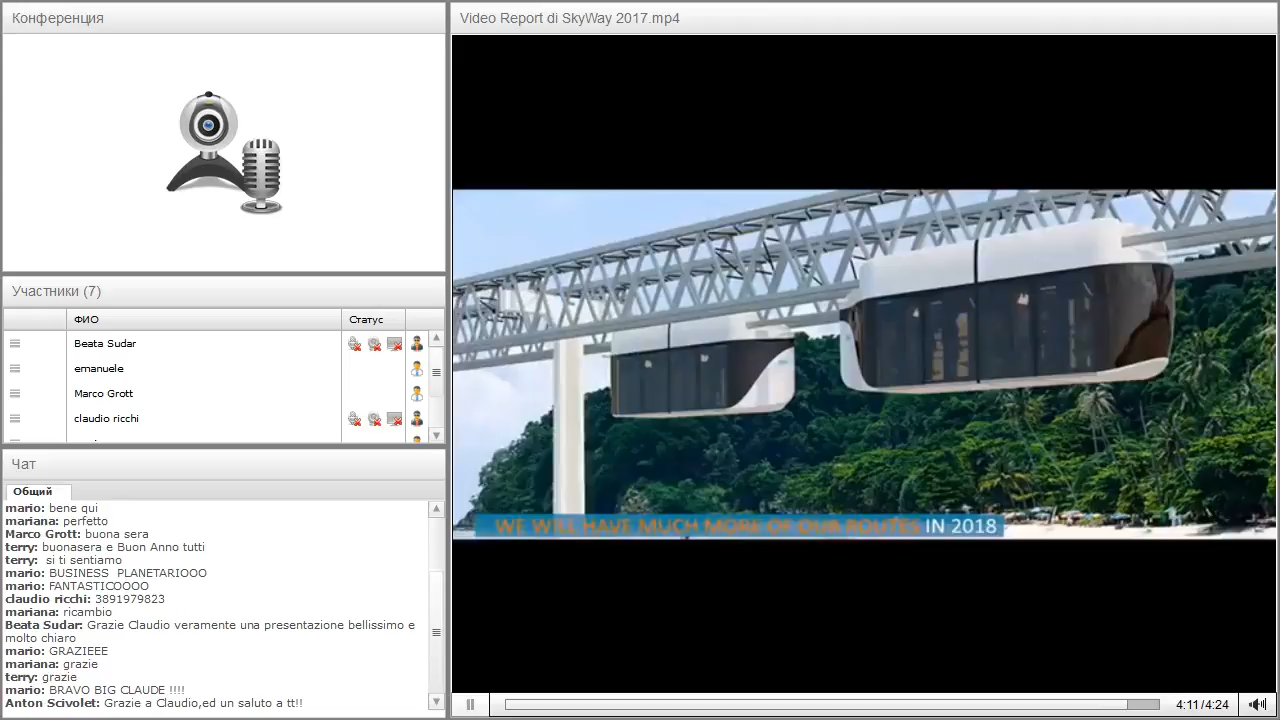 Конференция
Video Report di SkyWay 2017.mp4
Участники (7)
ФИО Статус
Beata Sudar
emanuele
Marco Grott
claudio ricchi
Чат
Общий
mario: bene qui
mariana: perfetto
Marco Grott: buona sera
terry: buonasera e Buon Anno tutti
terry: si ti sentiamo
mario: BUSINESS PLANETARIOOO
mario: FANTASTICOOOO
claudio ricchi: 3891979823
mariana: ricambio
Beata Sudar: Grazie Claudio veramente una presentazione bellissimo e
molto chiaro
mario: GRAZIEEE
mariana: grazie
terry: grazie
mario: BRAVO BIG CLAUDE !!!!
Anton Scivolet: Grazie a Claudio,ed un saluto a tt!!
WE WILL HAVE MUCH MORE OF OUR ROUTES IN 2018
4:11/4:24